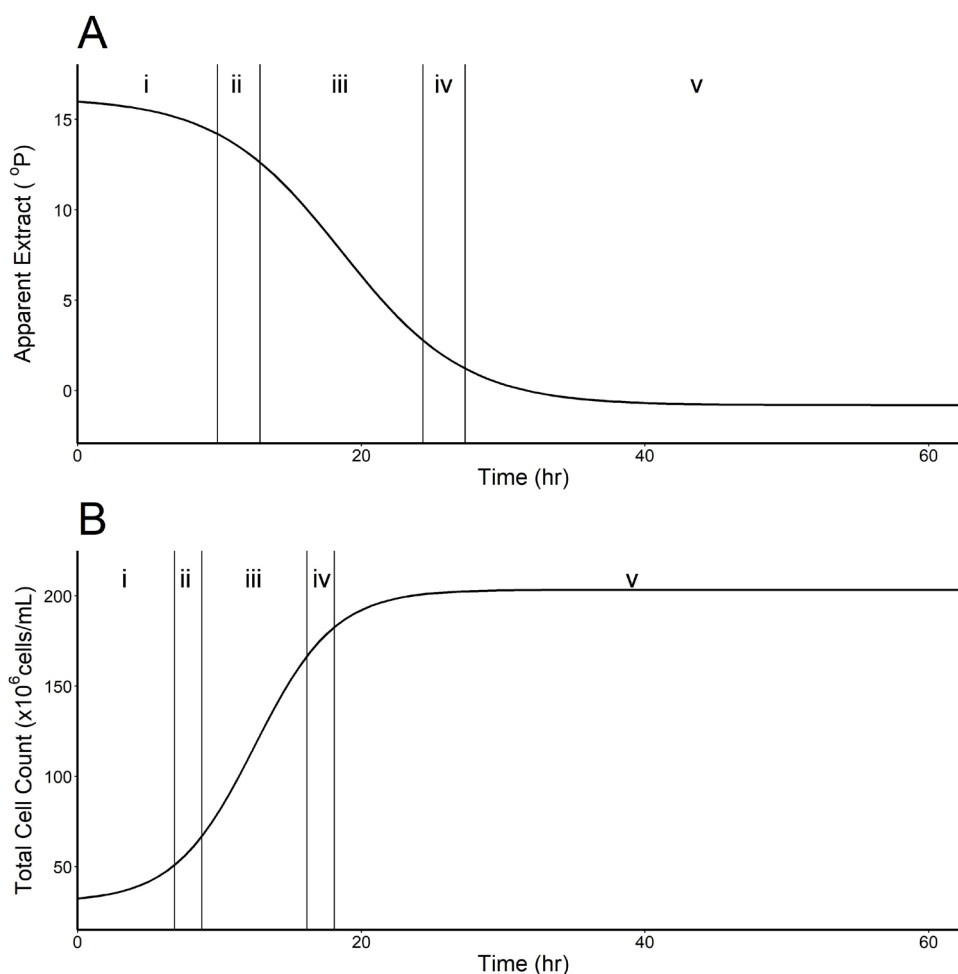 A
i ii iii iv v
15
10
5
0
Apparent Extract ( °P)
0 20 40 60
Time (hr)
B
i ii iii iv v
200
150
100
50
Total Cell Count (x10⁶cells/mL)
0 20 40 60
Time (hr)